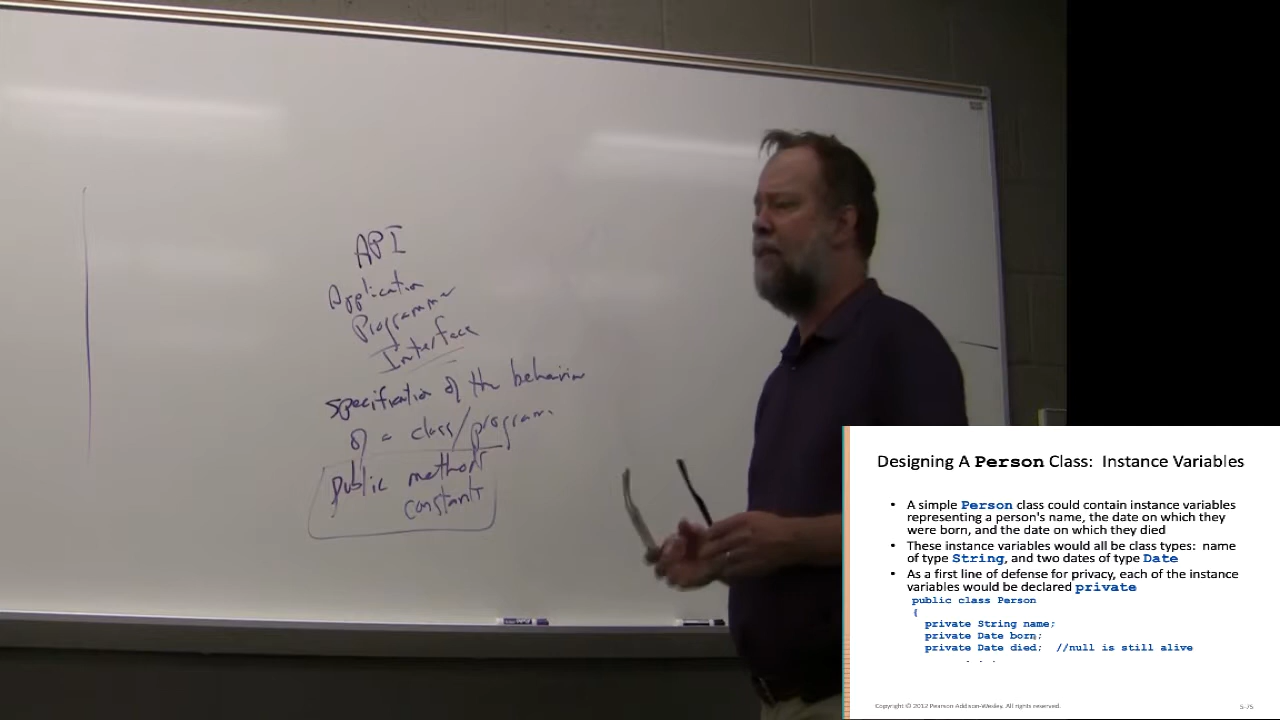 API
Application
Programmer
Interface
specification of the behavior
of a class/program.
public methods
constants
Designing A Person Class: Instance Variables
• A simple Person class could contain instance variables
representing a person's name, the date on which they
were born, and the date on which they died
• These instance variables would all be class types: name
of type String, and two dates of type Date
• As a first line of defense for privacy, each of the instance
variables would be declared private
public class Person
{
private String name;
private Date born;
private Date died; //null is still alive
Copyright © 2012 Pearson Addison-Wesley. All rights reserved.
5-75